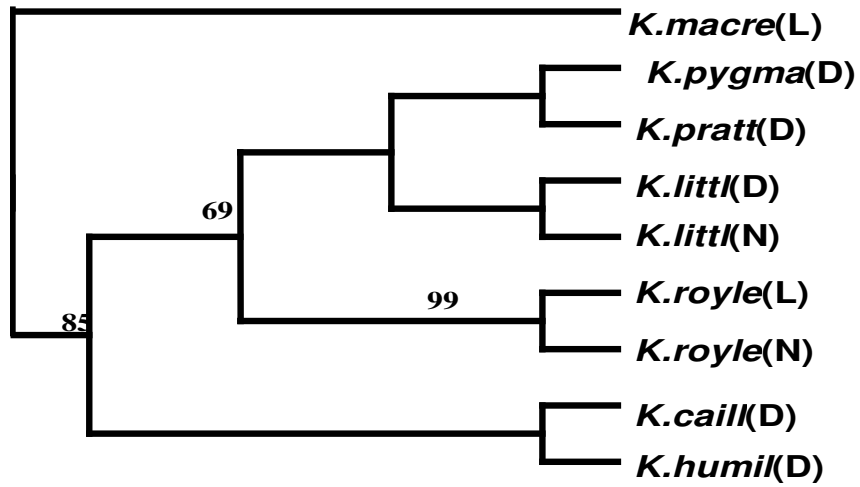 K.macre(L)
K.pygma(D)
K.pratt(D)
K.littl(D)
69
K.littl(N)
99
K.royle(L)
85
K.royle(N)
K.caill(D)
K.humil(D)